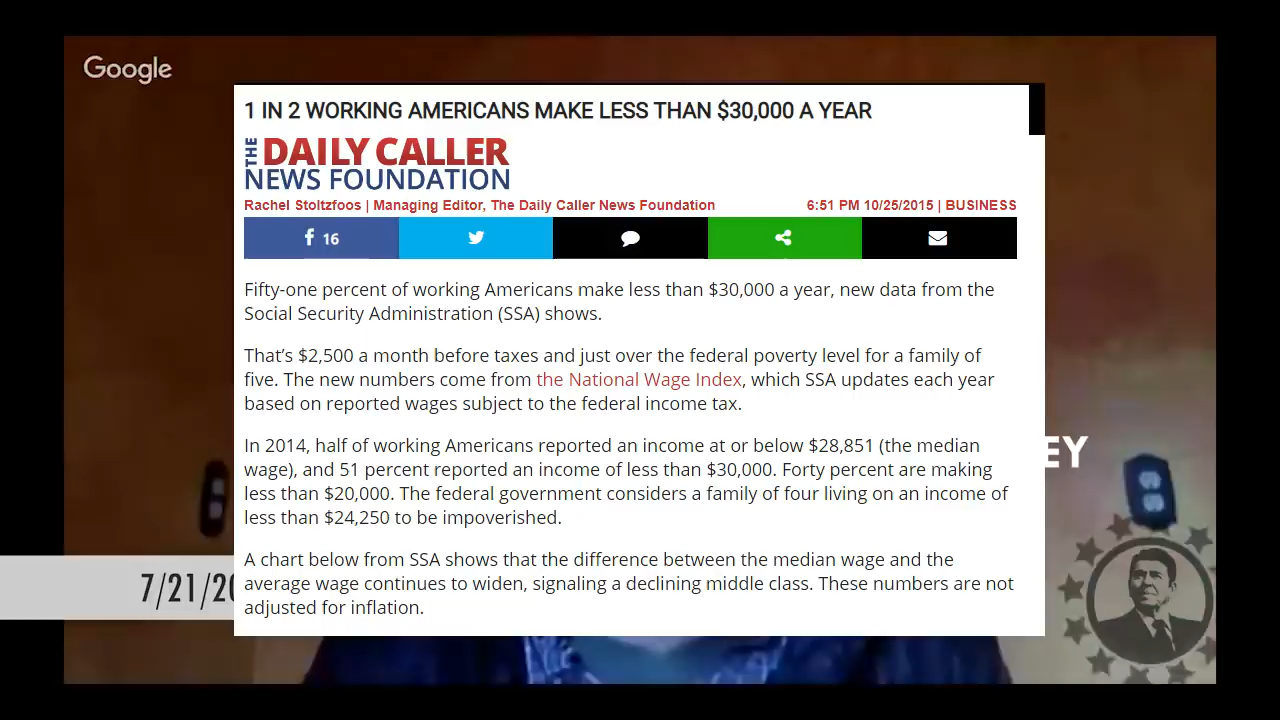 Google
1 IN 2 WORKING AMERICANS MAKE LESS THAN $30,000 A YEAR
THE DAILY CALLER
NEWS FOUNDATION
Rachel Stoltzfoos | Managing Editor, The Daily Caller News Foundation 6:51 PM 10/25/2015 | BUSINESS
f 16
Fifty-one percent of working Americans make less than $30,000 a year, new data from the
Social Security Administration (SSA) shows.
That’s $2,500 a month before taxes and just over the federal poverty level for a family of
five. The new numbers come from the National Wage Index, which SSA updates each year
based on reported wages subject to the federal income tax.
In 2014, half of working Americans reported an income at or below $28,851 (the median
wage), and 51 percent reported an income of less than $30,000. Forty percent are making
less than $20,000. The federal government considers a family of four living on an income of
less than $24,250 to be impoverished.
A chart below from SSA shows that the difference between the median wage and the
average wage continues to widen, signaling a declining middle class. These numbers are not
adjusted for inflation.
EY
7/21/20